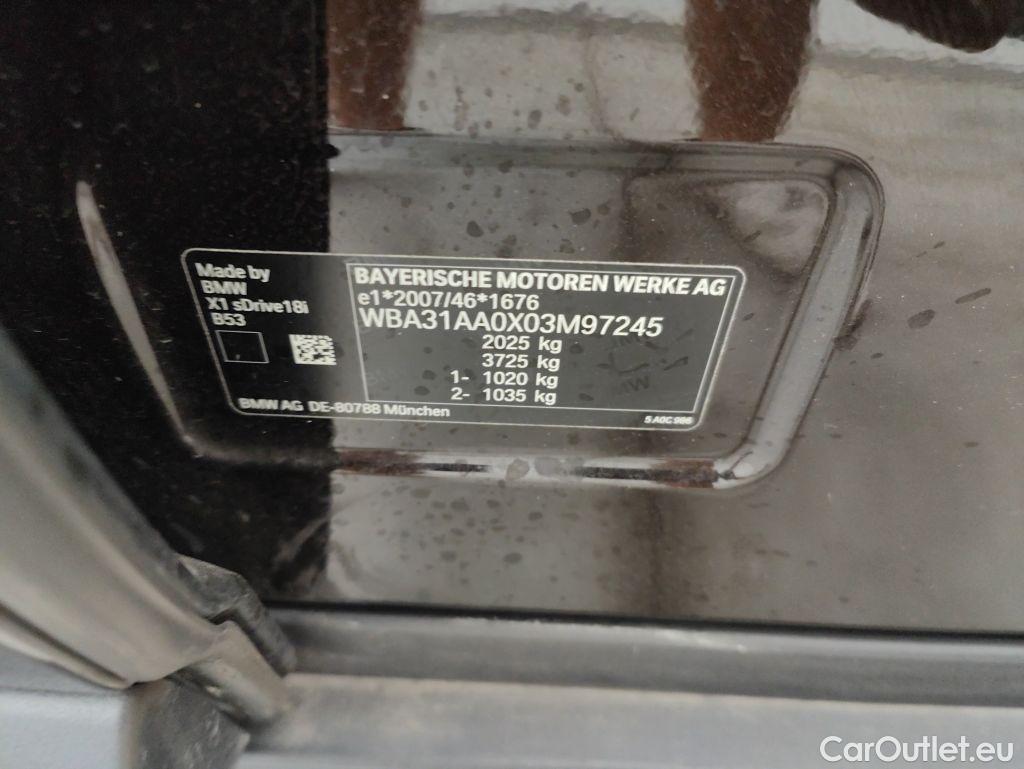 Made by
BMW
X1 sDrive18i
B53
BAYERISCHE MOTOREN WERKE AG
e1*2007/46*1676
WBA31AA0X03M97245
2025 kg
3725 kg
1- 1020 kg
2- 1035 kg
BMW AG DE-80788 München
5 A0C 986
CarOutlet.eu